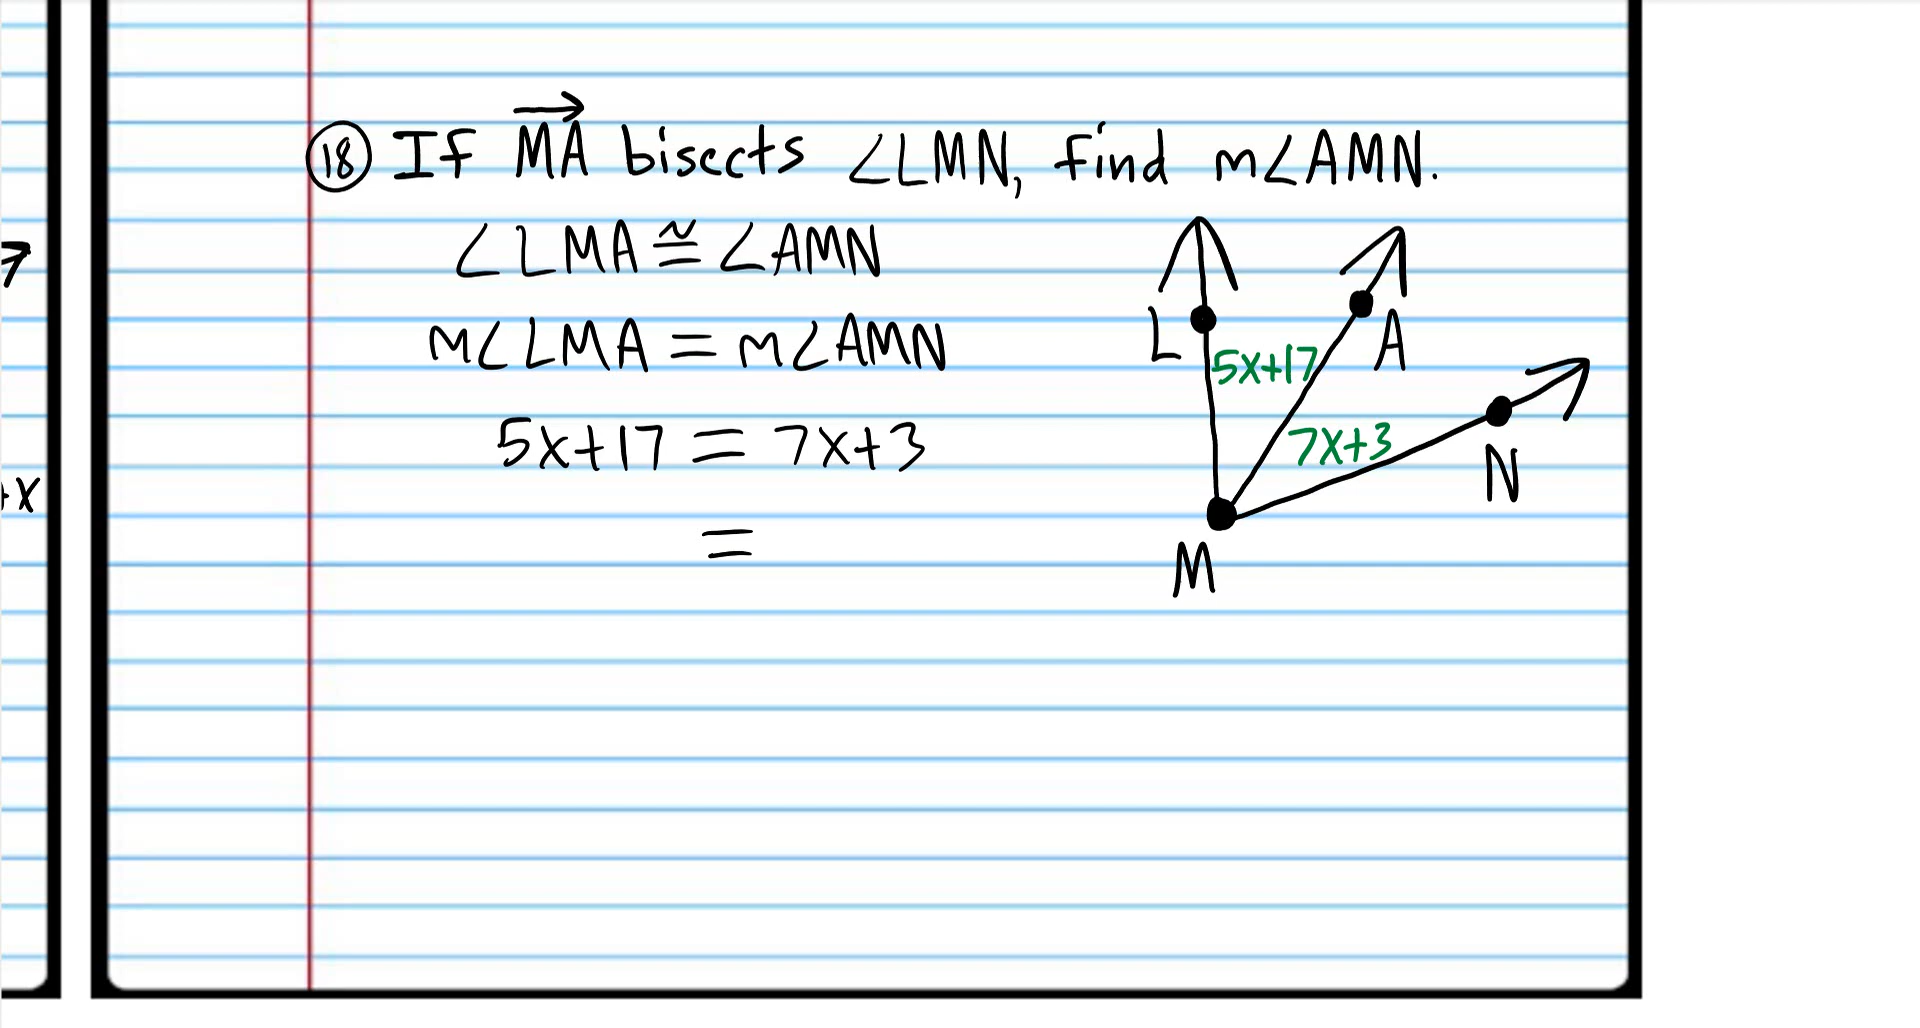 ⑱ If MA bisects ∠LMN, find m∠AMN.
∠LMA ≅ ∠AMN
m∠LMA = m∠AMN
5x+17 = 7x+3
=
L
A
5x+17
7x+3
N
M
x